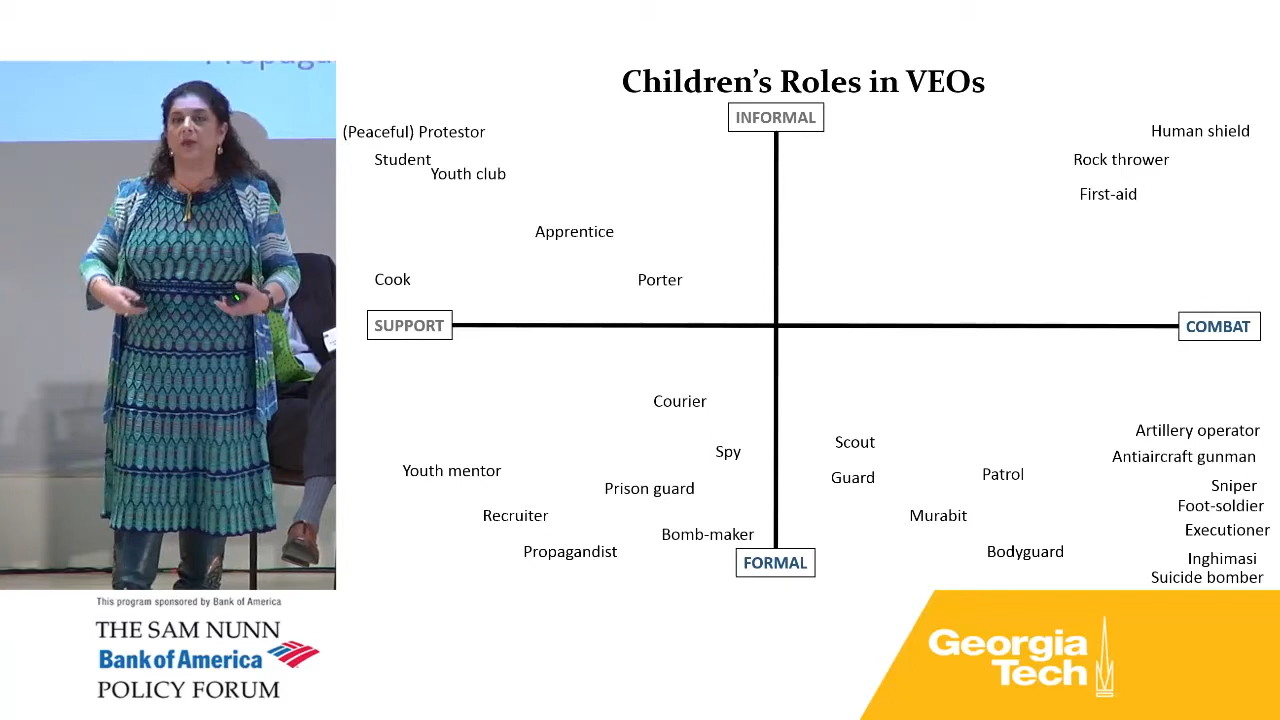 Children's Roles in VEOs
INFORMAL
(Peaceful) Protestor
Human shield
Student
Rock thrower
Youth club
First-aid
Apprentice
Cook
Porter
SUPPORT
COMBAT
Courier
Artillery operator
Scout
Spy
Antiaircraft gunman
Youth mentor
Guard
Patrol
Prison guard
Sniper
Foot-soldier
Recruiter
Murabit
Executioner
Bomb-maker
Propagandist
Bodyguard
Inghimasi
FORMAL
Suicide bomber
This program sponsored by Bank of America
THE SAM NUNN
Bank of America
POLICY FORUM
Georgia
Tech